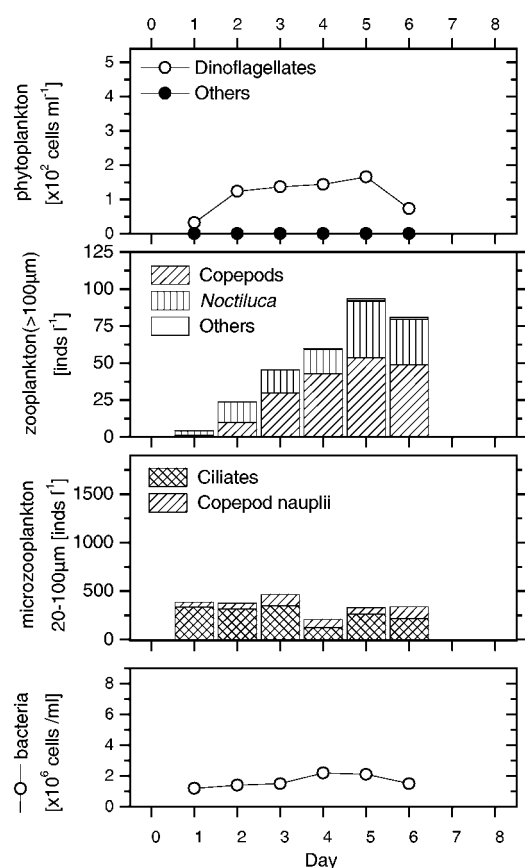 0 1 2 3 4 5 6 7 8
phytoplankton
[x10² cells ml⁻¹]
5
4
3
2
1
0
Dinoflagellates
Others
zooplankton(>100µm)
[inds l⁻¹]
125
100
75
50
25
0
Copepods
Noctiluca
Others
microzooplankton
20-100µm [inds l⁻¹]
1500
1000
500
0
Ciliates
Copepod nauplii
bacteria
[x10⁶ cells /ml]
8
6
4
2
0
0 1 2 3 4 5 6 7 8
Day